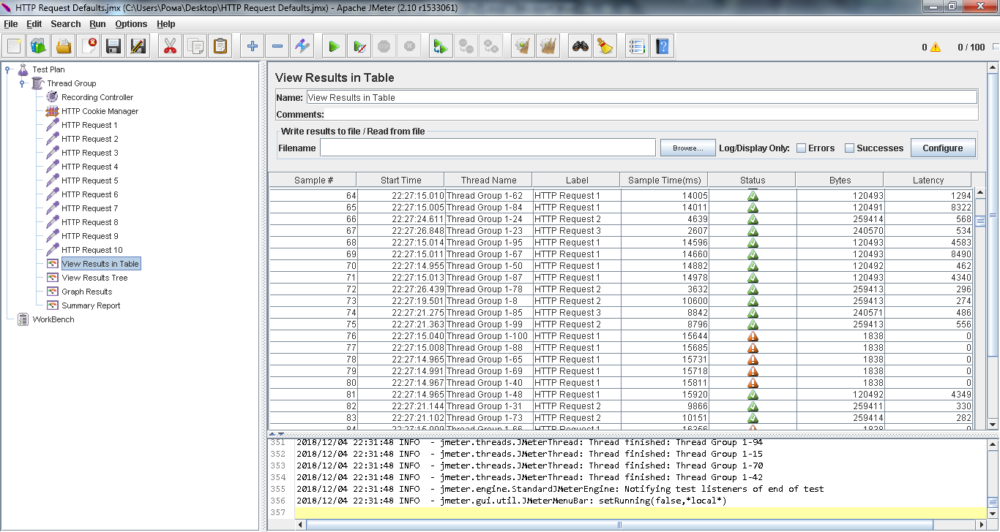 HTTP Request Defaults.jmx (C:\Users\Рома\Desktop\HTTP Request Defaults.jmx) - Apache JMeter (2.10 r1533061)
File Edit Search Run Options Help
0 0 / 100
Test Plan
Thread Group
Recording Controller
HTTP Cookie Manager
HTTP Request 1
HTTP Request 2
HTTP Request 3
HTTP Request 4
HTTP Request 5
HTTP Request 6
HTTP Request 7
HTTP Request 8
HTTP Request 9
HTTP Request 10
View Results in Table
View Results Tree
Graph Results
Summary Report
WorkBench
View Results in Table
Name: View Results in Table
Comments:
Write results to file / Read from file
Filename Browse... Log/Display Only: Errors Successes Configure
Sample # Start Time Thread Name Label Sample Time(ms) Status Bytes Latency
64 22:27:15.010 Thread Group 1-62 HTTP Request 1 14005 120493 1294
65 22:27:15.005 Thread Group 1-84 HTTP Request 1 14011 120491 8322
66 22:27:24.611 Thread Group 1-24 HTTP Request 2 4639 259414 568
67 22:27:26.848 Thread Group 1-23 HTTP Request 3 2607 240570 534
68 22:27:15.014 Thread Group 1-95 HTTP Request 1 14596 120493 4583
69 22:27:15.011 Thread Group 1-67 HTTP Request 1 14660 120493 8490
70 22:27:14.955 Thread Group 1-50 HTTP Request 1 14882 120492 462
71 22:27:15.013 Thread Group 1-87 HTTP Request 1 14978 120493 4340
72 22:27:26.439 Thread Group 1-78 HTTP Request 2 3632 259413 296
73 22:27:19.501 Thread Group 1-8 HTTP Request 2 10600 259413 274
74 22:27:21.275 Thread Group 1-85 HTTP Request 3 8842 240571 486
75 22:27:21.363 Thread Group 1-99 HTTP Request 2 8796 259413 556
76 22:27:15.040 Thread Group 1-100 HTTP Request 1 15644 1838 0
77 22:27:15.008 Thread Group 1-88 HTTP Request 1 15685 1838 0
78 22:27:14.965 Thread Group 1-65 HTTP Request 1 15731 1838 0
79 22:27:14.991 Thread Group 1-69 HTTP Request 1 15718 1838 0
80 22:27:14.967 Thread Group 1-40 HTTP Request 1 15811 1838 0
81 22:27:14.965 Thread Group 1-48 HTTP Request 1 15920 120492 4349
82 22:27:21.144 Thread Group 1-31 HTTP Request 2 9866 259411 330
83 22:27:21.102 Thread Group 1-73 HTTP Request 2 10151 259414 282
351 2018/12/04 22:31:48 INFO - jmeter.threads.JMeterThread: Thread finished: Thread Group 1-94
352 2018/12/04 22:31:48 INFO - jmeter.threads.JMeterThread: Thread finished: Thread Group 1-15
353 2018/12/04 22:31:48 INFO - jmeter.threads.JMeterThread: Thread finished: Thread Group 1-70
354 2018/12/04 22:31:48 INFO - jmeter.threads.JMeterThread: Thread finished: Thread Group 1-42
355 2018/12/04 22:31:48 INFO - jmeter.engine.StandardJMeterEngine: Notifying test listeners of end of test
356 2018/12/04 22:31:48 INFO - jmeter.gui.util.JMeterMenuBar: setRunning(false,*local*)
357